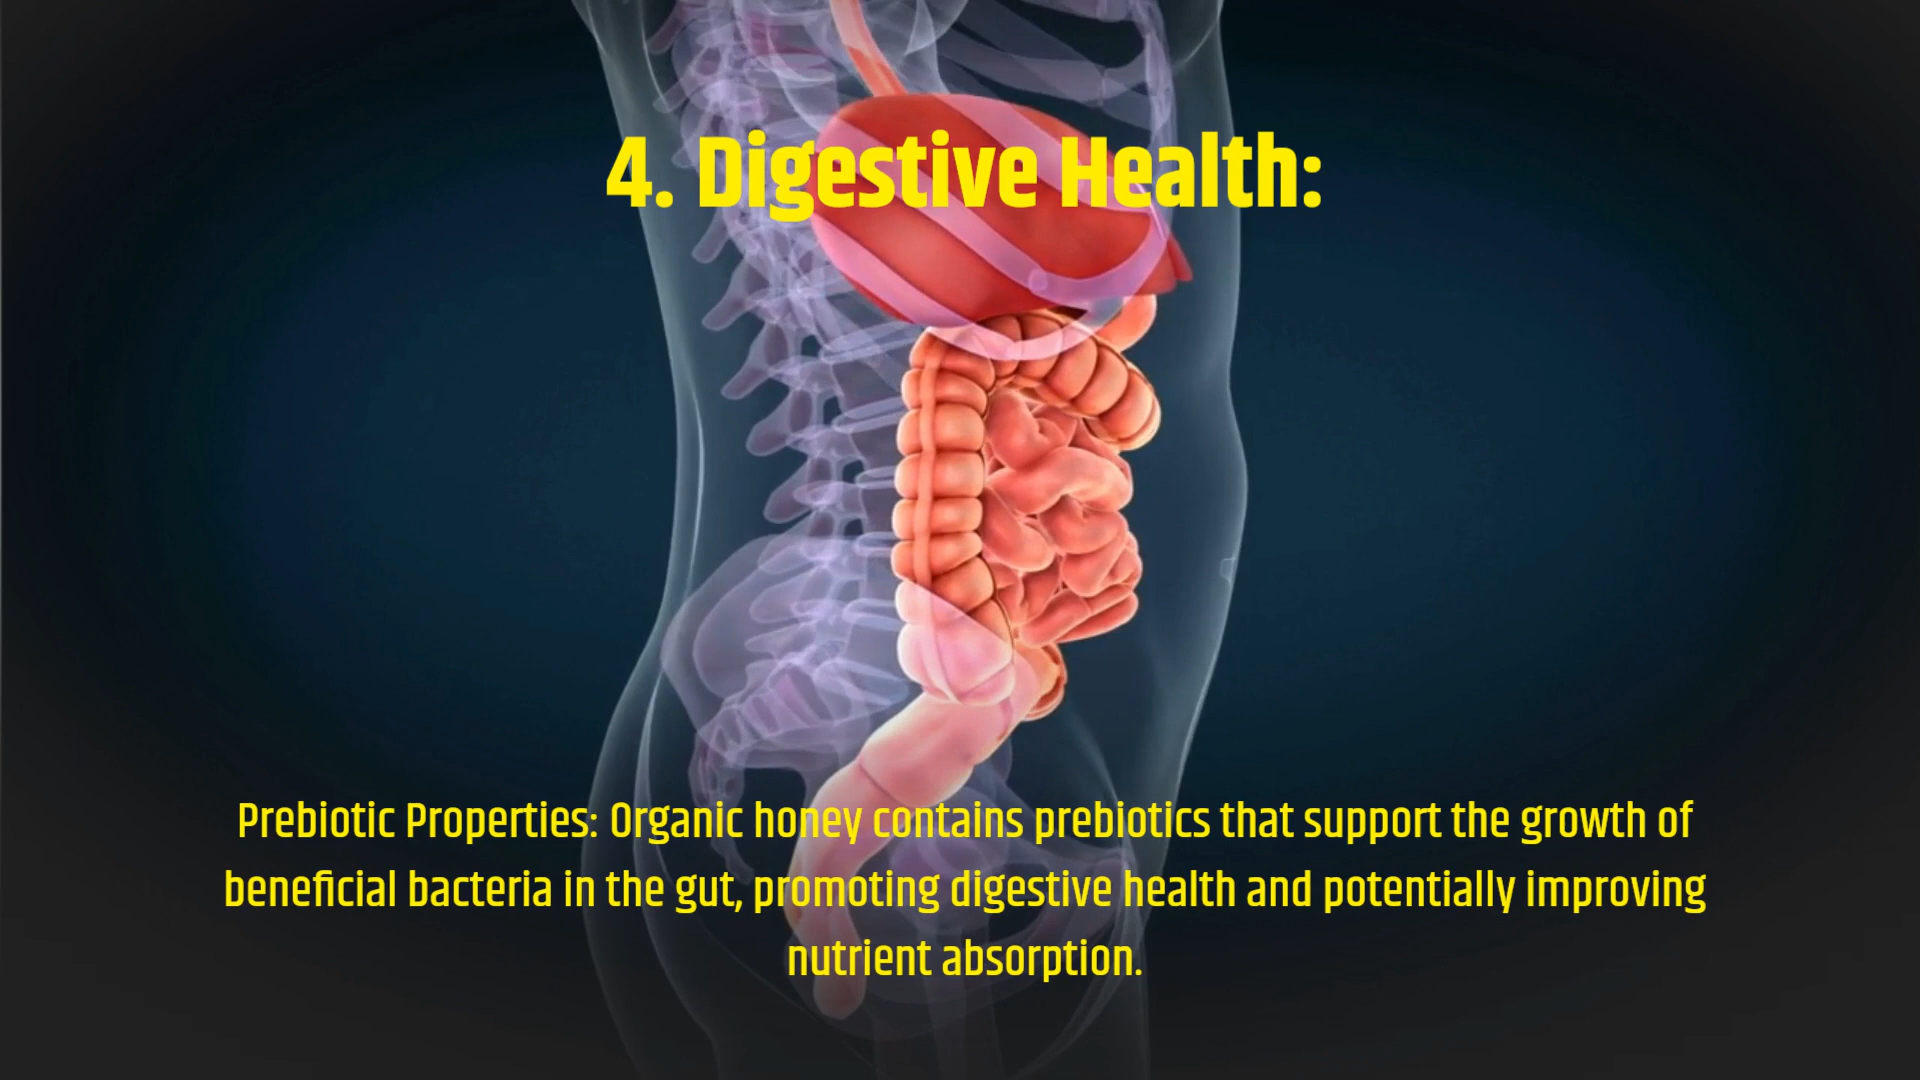 4. Digestive Health:
Prebiotic Properties: Organic honey contains prebiotics that support the growth of
beneficial bacteria in the gut, promoting digestive health and potentially improving
nutrient absorption.